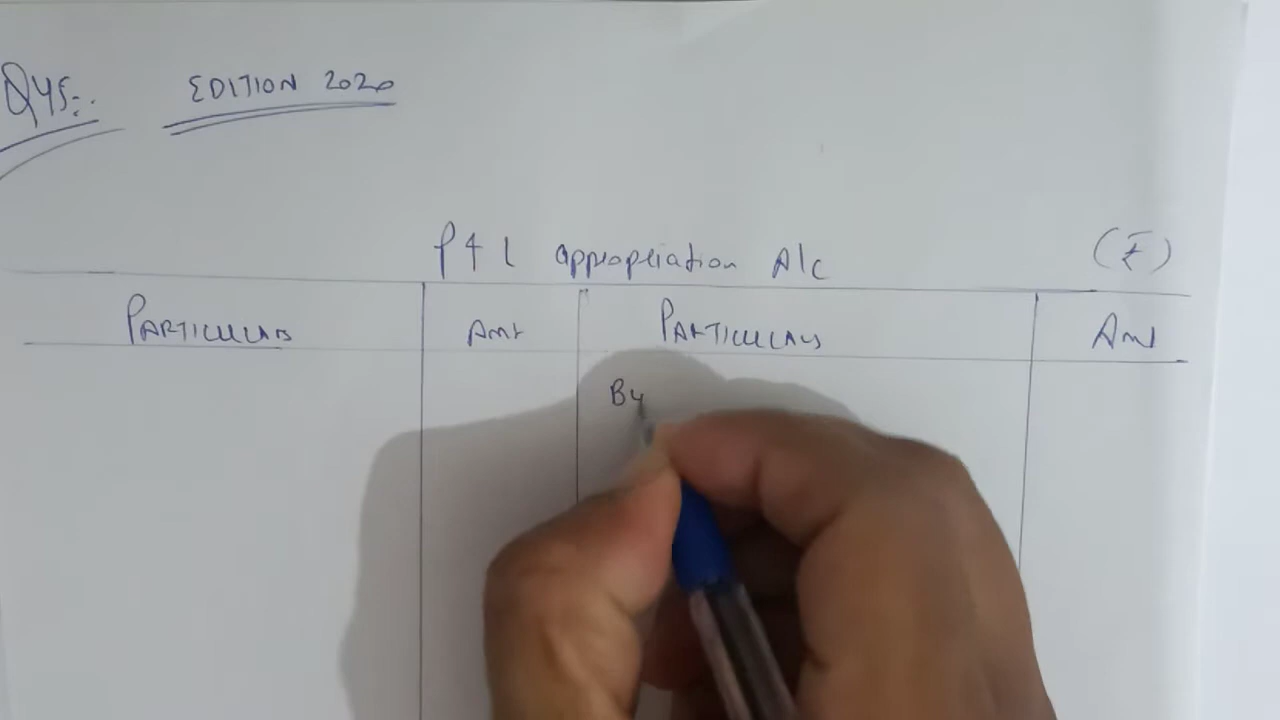 Q45:- EDITION 2020
P & L appropriation A/c (₹)
PARTICULARS Amt PARTICULARS Amt
By